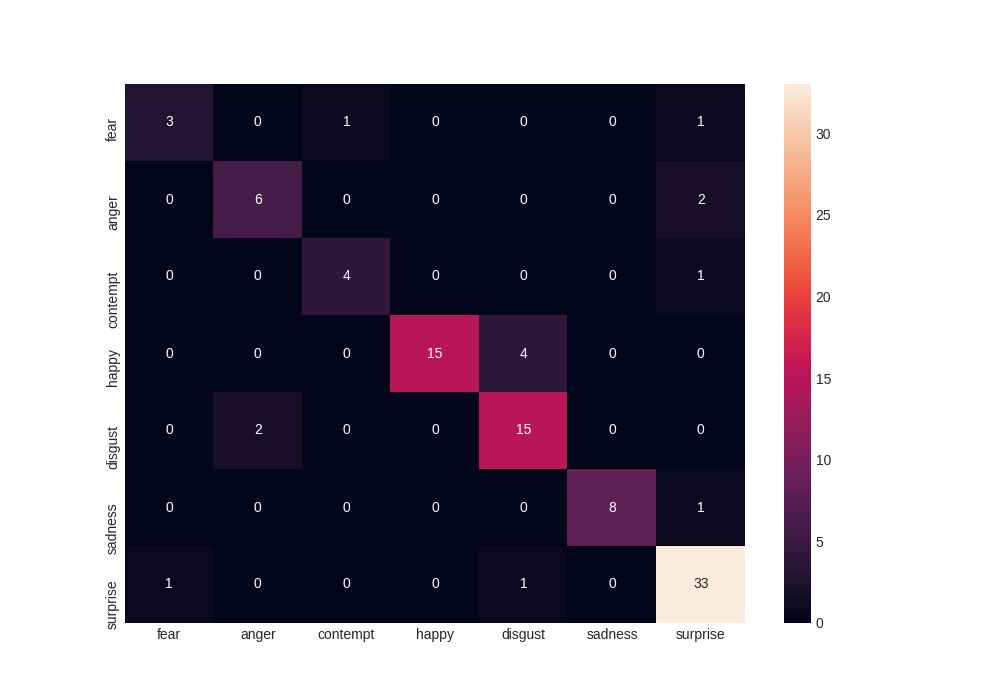 fear 3 0 1 0 0 0 1
anger 0 6 0 0 0 0 2
contempt 0 0 4 0 0 0 1
happy 0 0 0 15 4 0 0
disgust 0 2 0 0 15 0 0
sadness 0 0 0 0 0 8 1
surprise 1 0 0 0 1 0 33
fear anger contempt happy disgust sadness surprise
30
25
20
15
10
5
0